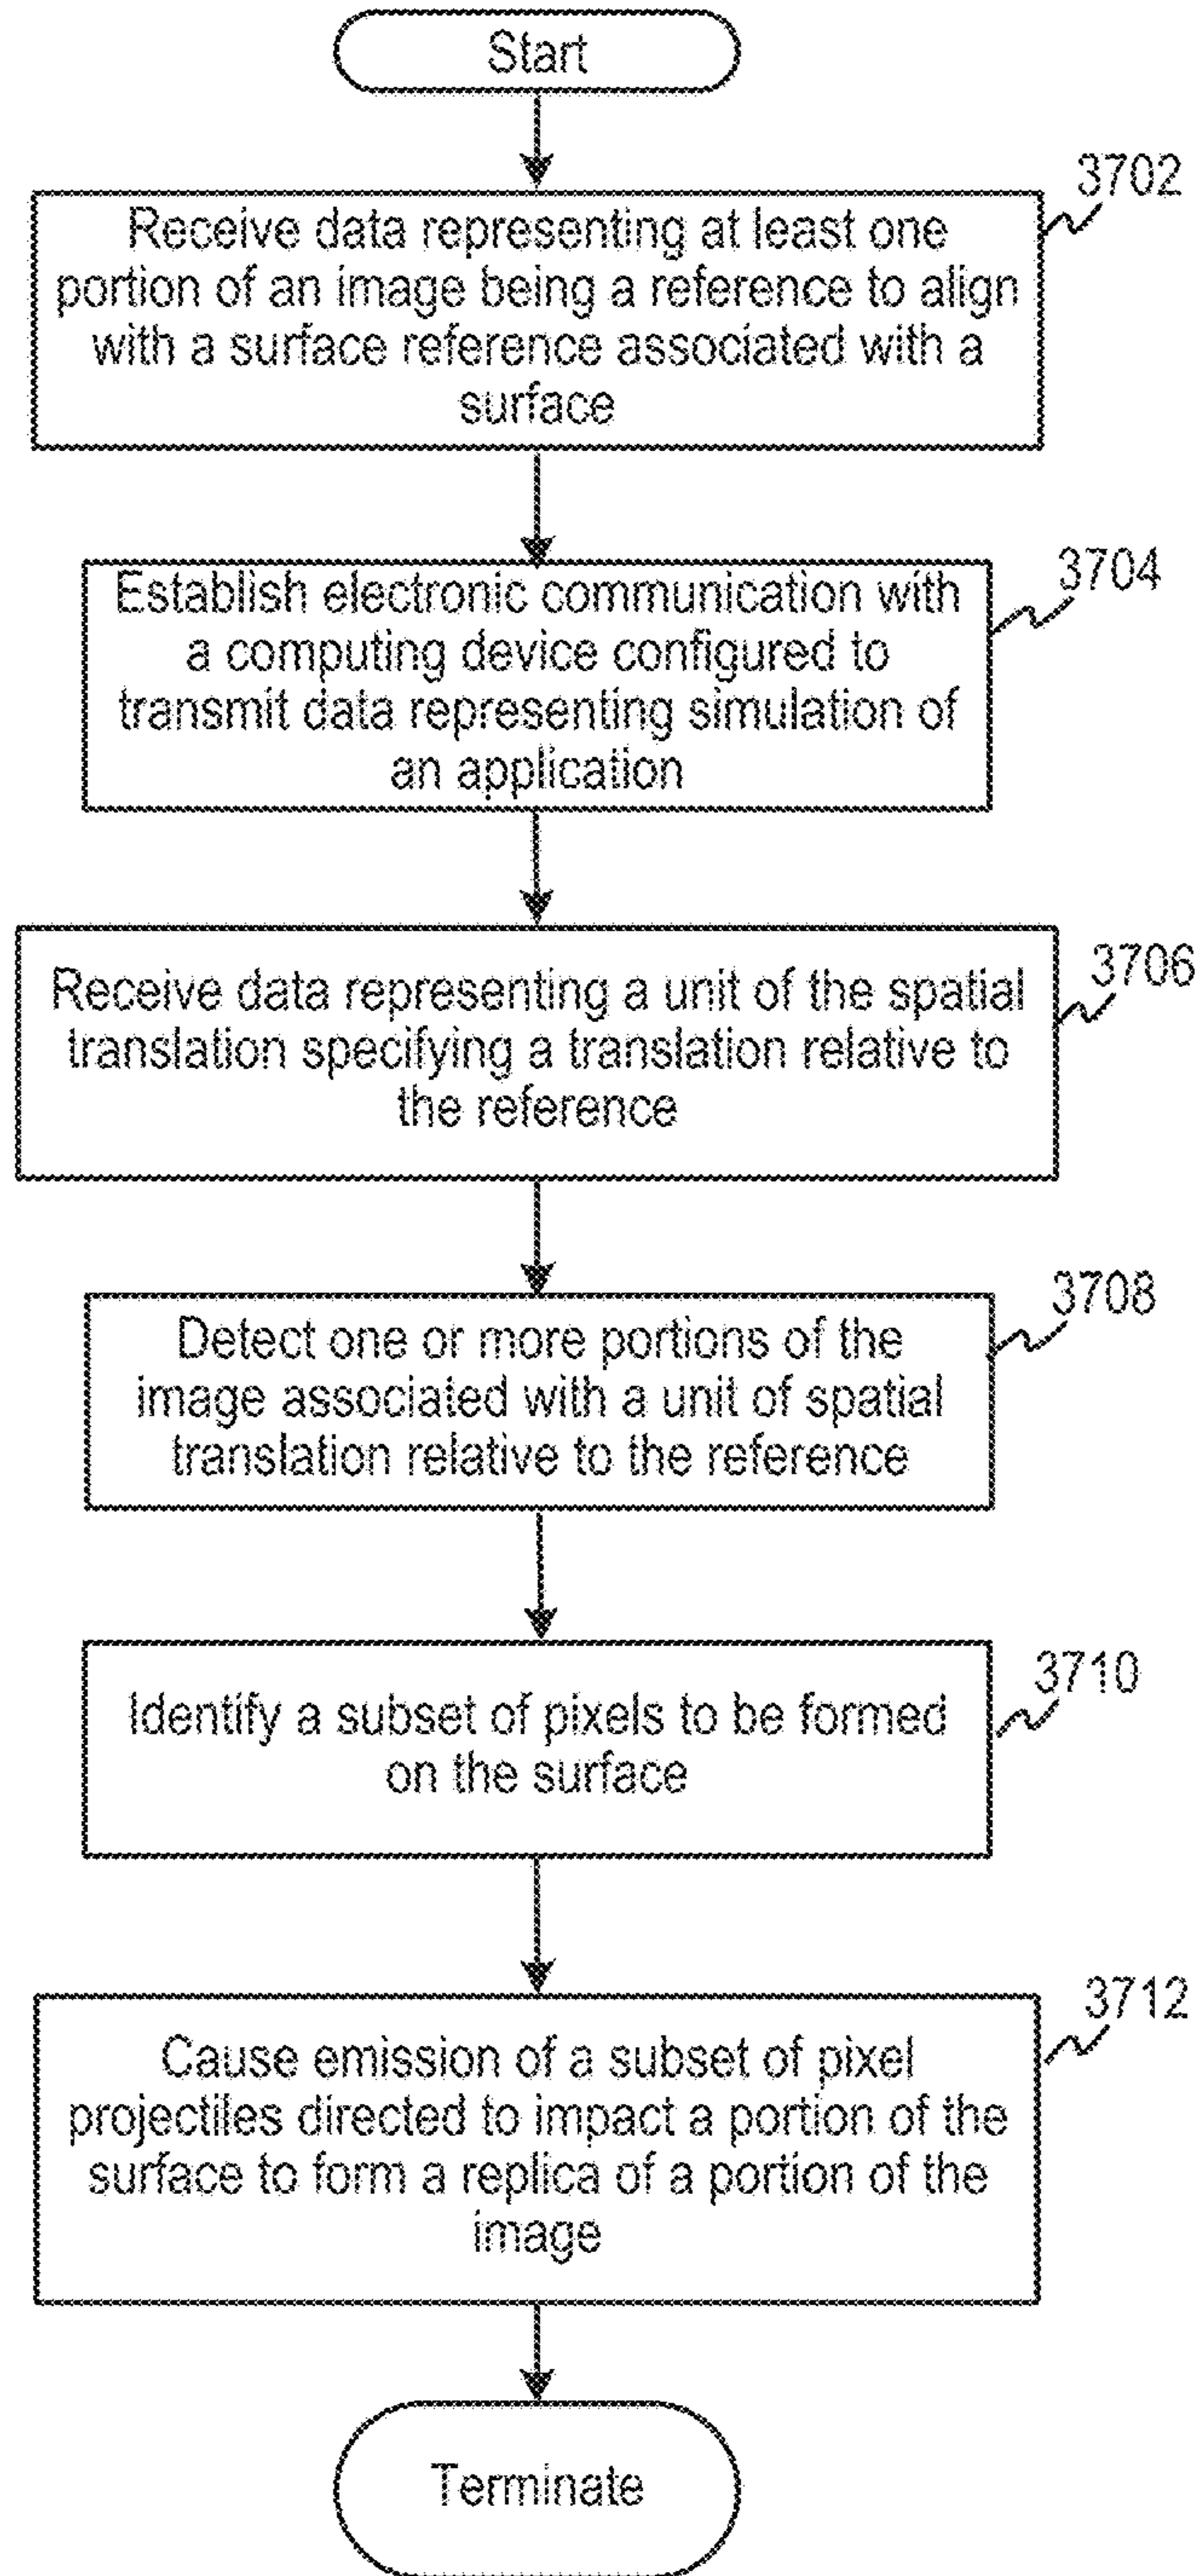 Start
3702
Receive data representing at least one
portion of an image being a reference to align
with a surface reference associated with a
surface
3704
Establish electronic communication with
a computing device configured to
transmit data representing simulation of
an application
3706
Receive data representing a unit of the spatial
translation specifying a translation relative to
the reference
3708
Detect one or more portions of the
image associated with a unit of spatial
translation relative to the reference
3710
Identify a subset of pixels to be formed
on the surface
3712
Cause emission of a subset of pixel
projectiles directed to impact a portion of the
surface to form a replica of a portion of the
image
Terminate